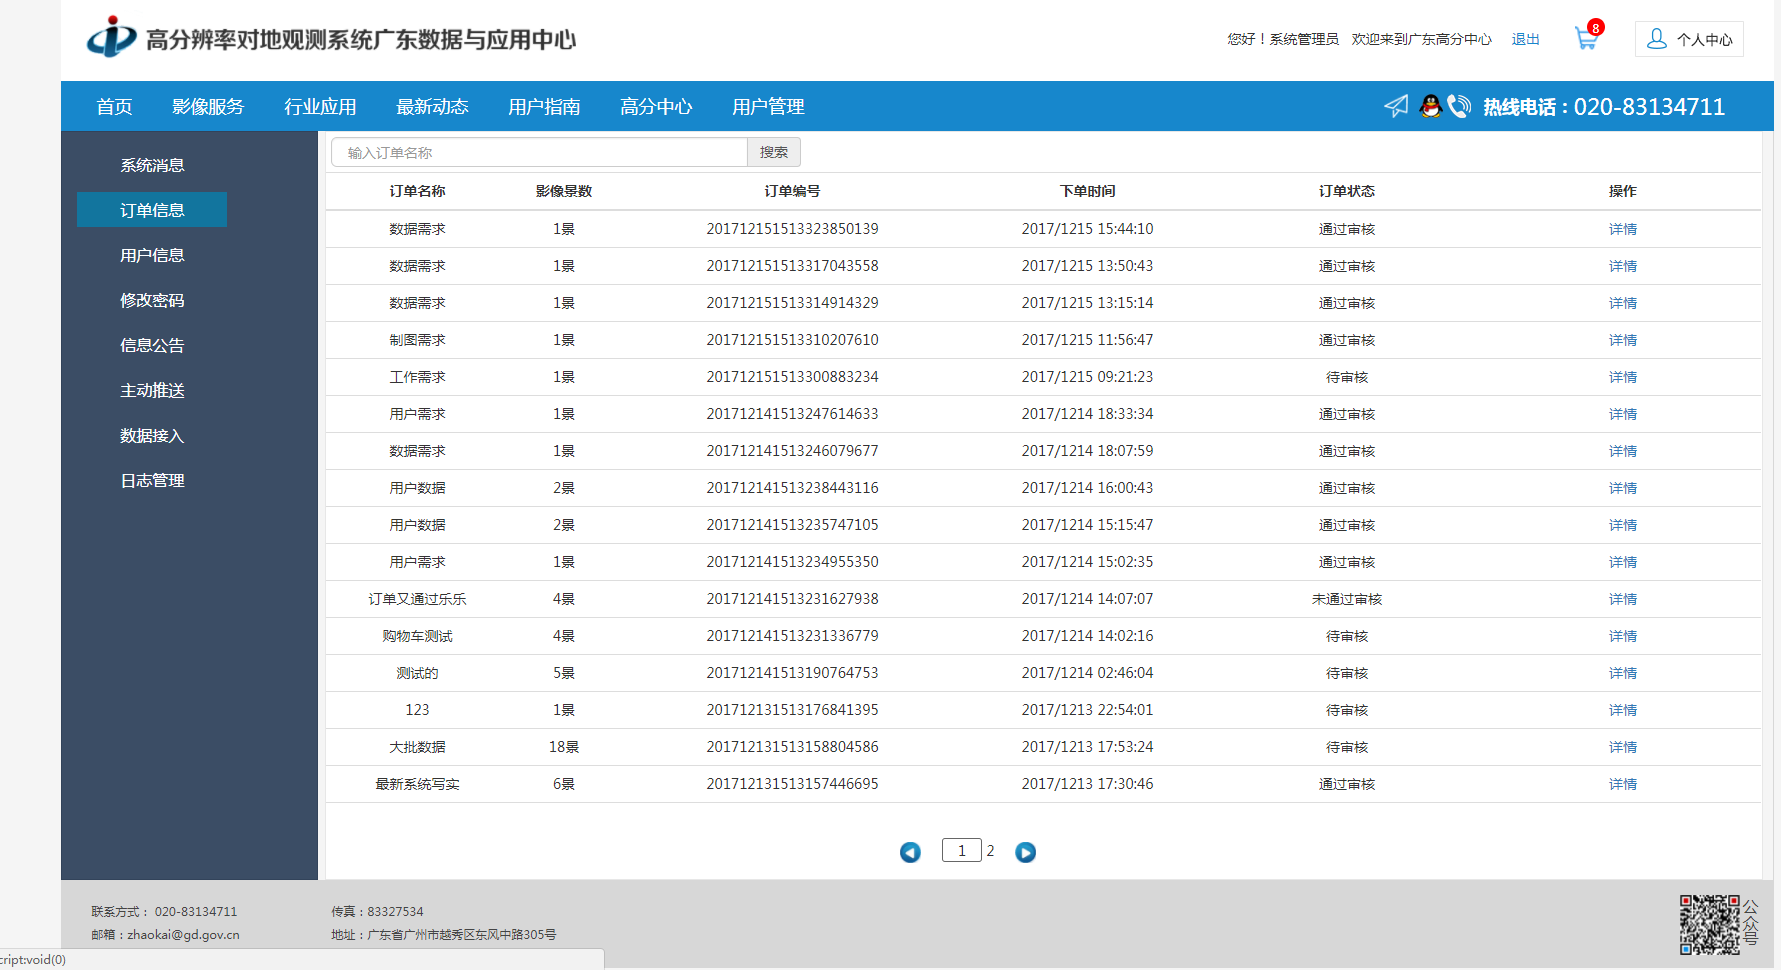 高分辨率对地观测系统广东数据与应用中心
您好！系统管理员 欢迎来到广东高分中心 退出 8 个人中心
首页 影像服务 行业应用 最新动态 用户指南 高分中心 用户管理 热线电话：020-83134711
系统消息
订单信息
用户信息
修改密码
信息公告
主动推送
数据接入
日志管理
输入订单名称 搜索
订单名称 影像景数 订单编号 下单时间 订单状态 操作
数据需求 1景 201712151513323850139 2017/1215 15:44:10 通过审核 详情
数据需求 1景 201712151513317043558 2017/1215 13:50:43 通过审核 详情
数据需求 1景 201712151513314914329 2017/1215 13:15:14 通过审核 详情
制图需求 1景 201712151513310207610 2017/1215 11:56:47 通过审核 详情
工作需求 1景 201712151513300883234 2017/1215 09:21:23 待审核 详情
用户需求 1景 201712141513247614633 2017/1214 18:33:34 通过审核 详情
数据需求 1景 201712141513246079677 2017/1214 18:07:59 通过审核 详情
用户数据 2景 201712141513238443116 2017/1214 16:00:43 通过审核 详情
用户数据 2景 201712141513235747105 2017/1214 15:15:47 通过审核 详情
用户需求 1景 201712141513234955350 2017/1214 15:02:35 通过审核 详情
订单又通过乐乐 4景 201712141513231627938 2017/1214 14:07:07 未通过审核 详情
购物车测试 4景 201712141513231336779 2017/1214 14:02:16 待审核 详情
测试的 5景 201712141513190764753 2017/1214 02:46:04 待审核 详情
123 1景 201712131513176841395 2017/1213 22:54:01 待审核 详情
大批数据 18景 201712131513158804586 2017/1213 17:53:24 待审核 详情
最新系统写实 6景 201712131513157446695 2017/1213 17:30:46 通过审核 详情
1 2
联系方式： 020-83134711 传真：83327534
邮箱：zhaokai@gd.gov.cn 地址：广东省广州市越秀区东风中路305号
公众号
cript:void(0)